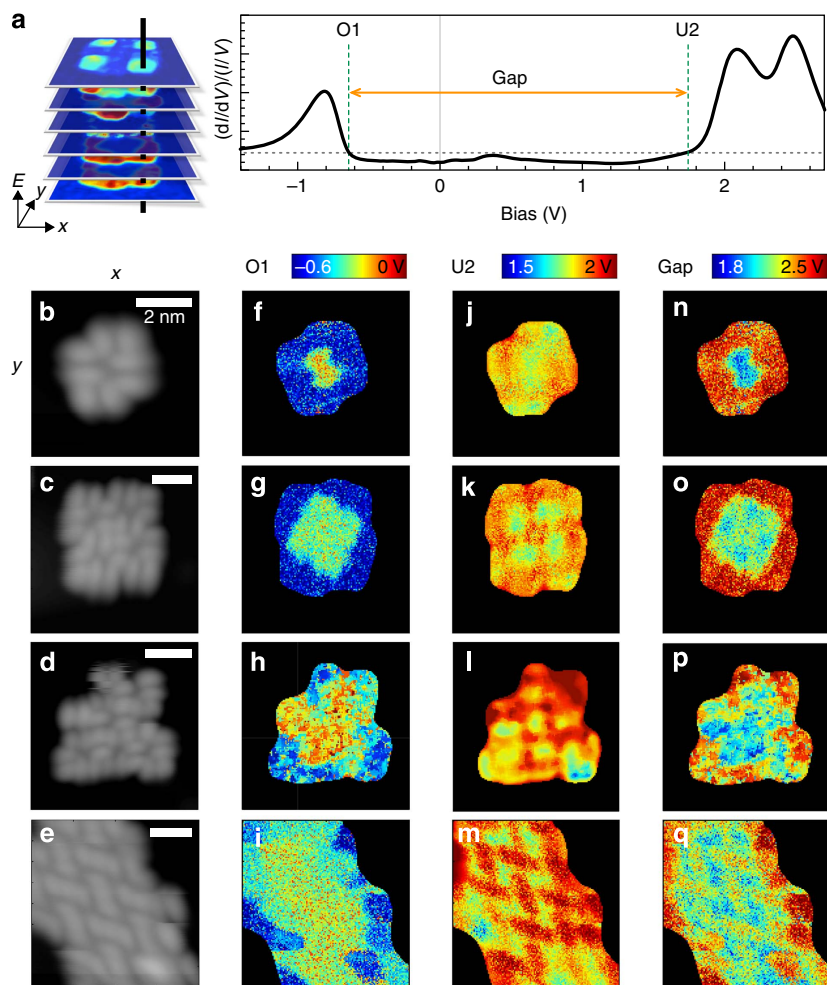 a
E
y
x
(dI/dV)/(I/V)
O1
U2
Gap
−1
0
1
2
Bias (V)
x
O1
−0.6
0 V
U2
1.5
2 V
Gap
1.8
2.5 V
y
b
2 nm
f
j
n
c
g
k
o
d
h
l
p
e
i
m
q